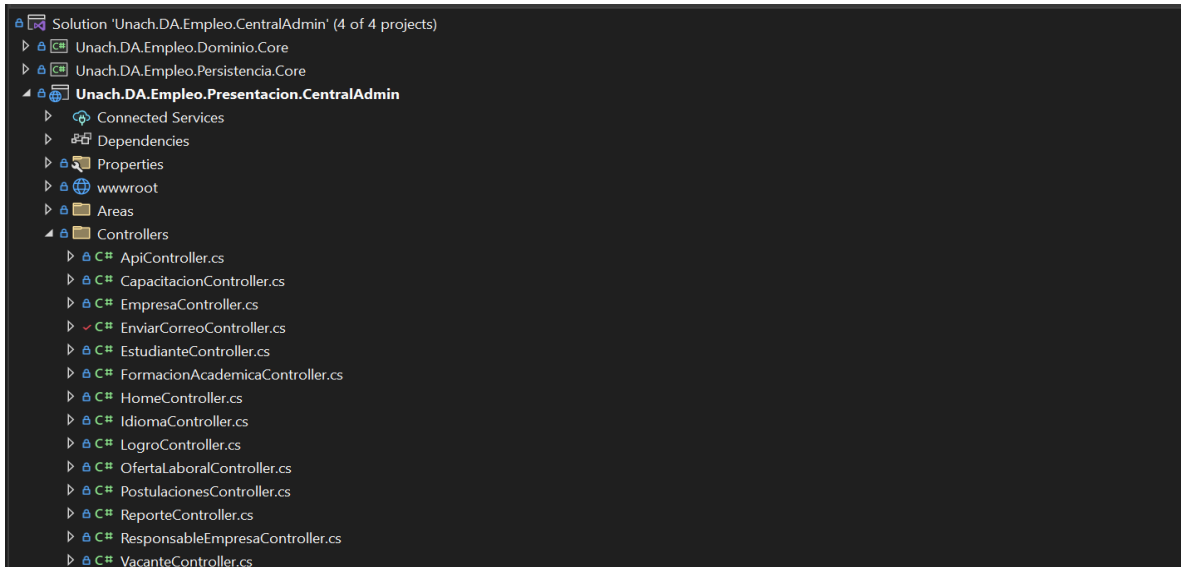 Solution 'Unach.DA.Empleo.CentralAdmin' (4 of 4 projects)
C# Unach.DA.Empleo.Dominio.Core
C# Unach.DA.Empleo.Persistencia.Core
Unach.DA.Empleo.Presentacion.CentralAdmin
Connected Services
Dependencies
Properties
wwwroot
Areas
Controllers
C# ApiController.cs
C# CapacitacionController.cs
C# EmpresaController.cs
C# EnviarCorreoController.cs
C# EstudianteController.cs
C# FormacionAcademicaController.cs
C# HomeController.cs
C# IdiomaController.cs
C# LogroController.cs
C# OfertaLaboralController.cs
C# PostulacionesController.cs
C# ReporteController.cs
C# ResponsableEmpresaController.cs
C# VacanteController.cs